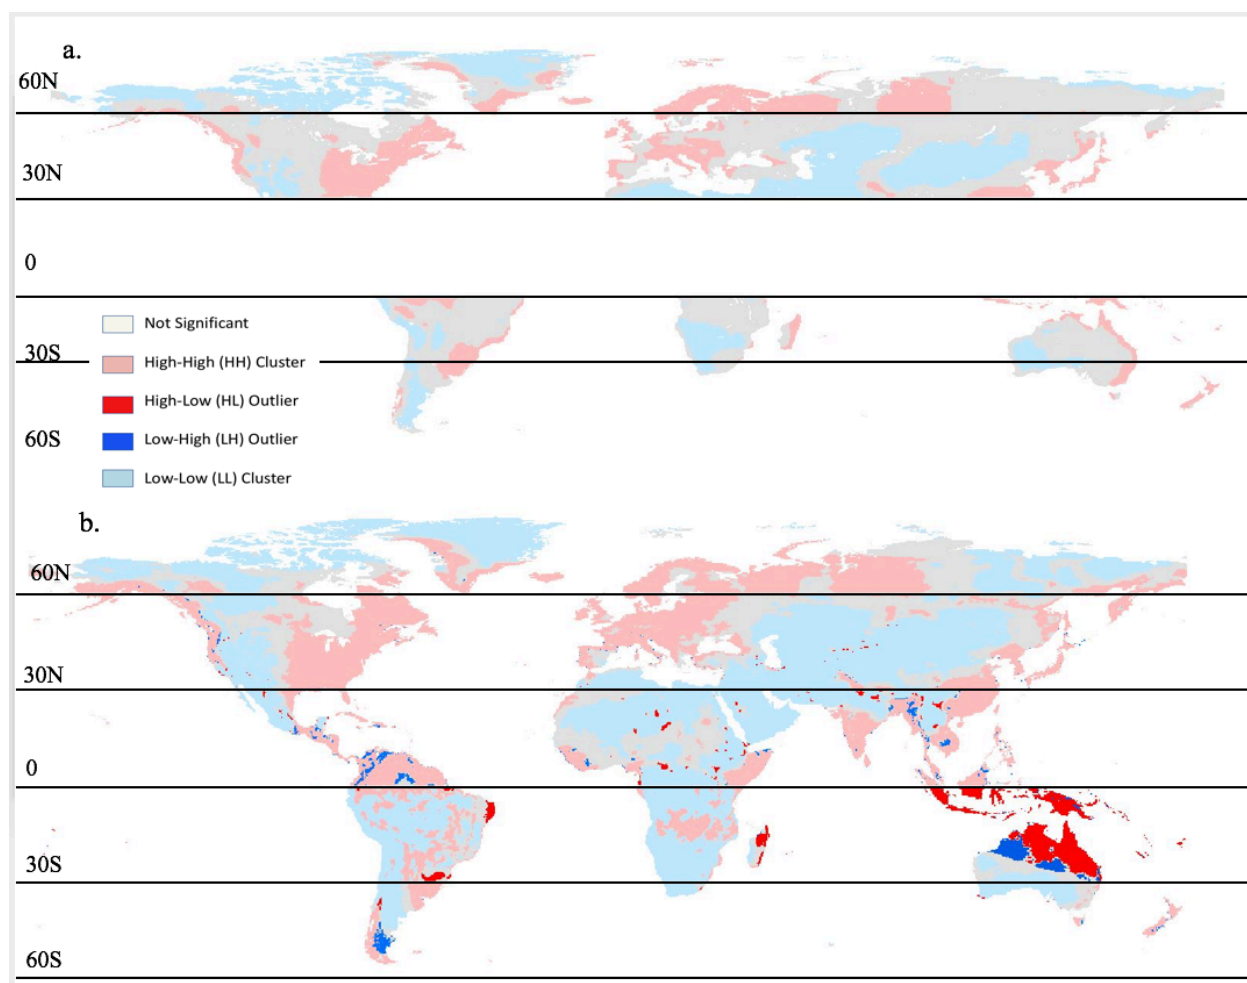 a.
60N
30N
0
Not Significant
High-High (HH) Cluster
30S
High-Low (HL) Outlier
Low-High (LH) Outlier
60S
Low-Low (LL) Cluster
b.
60N
30N
0
30S
60S